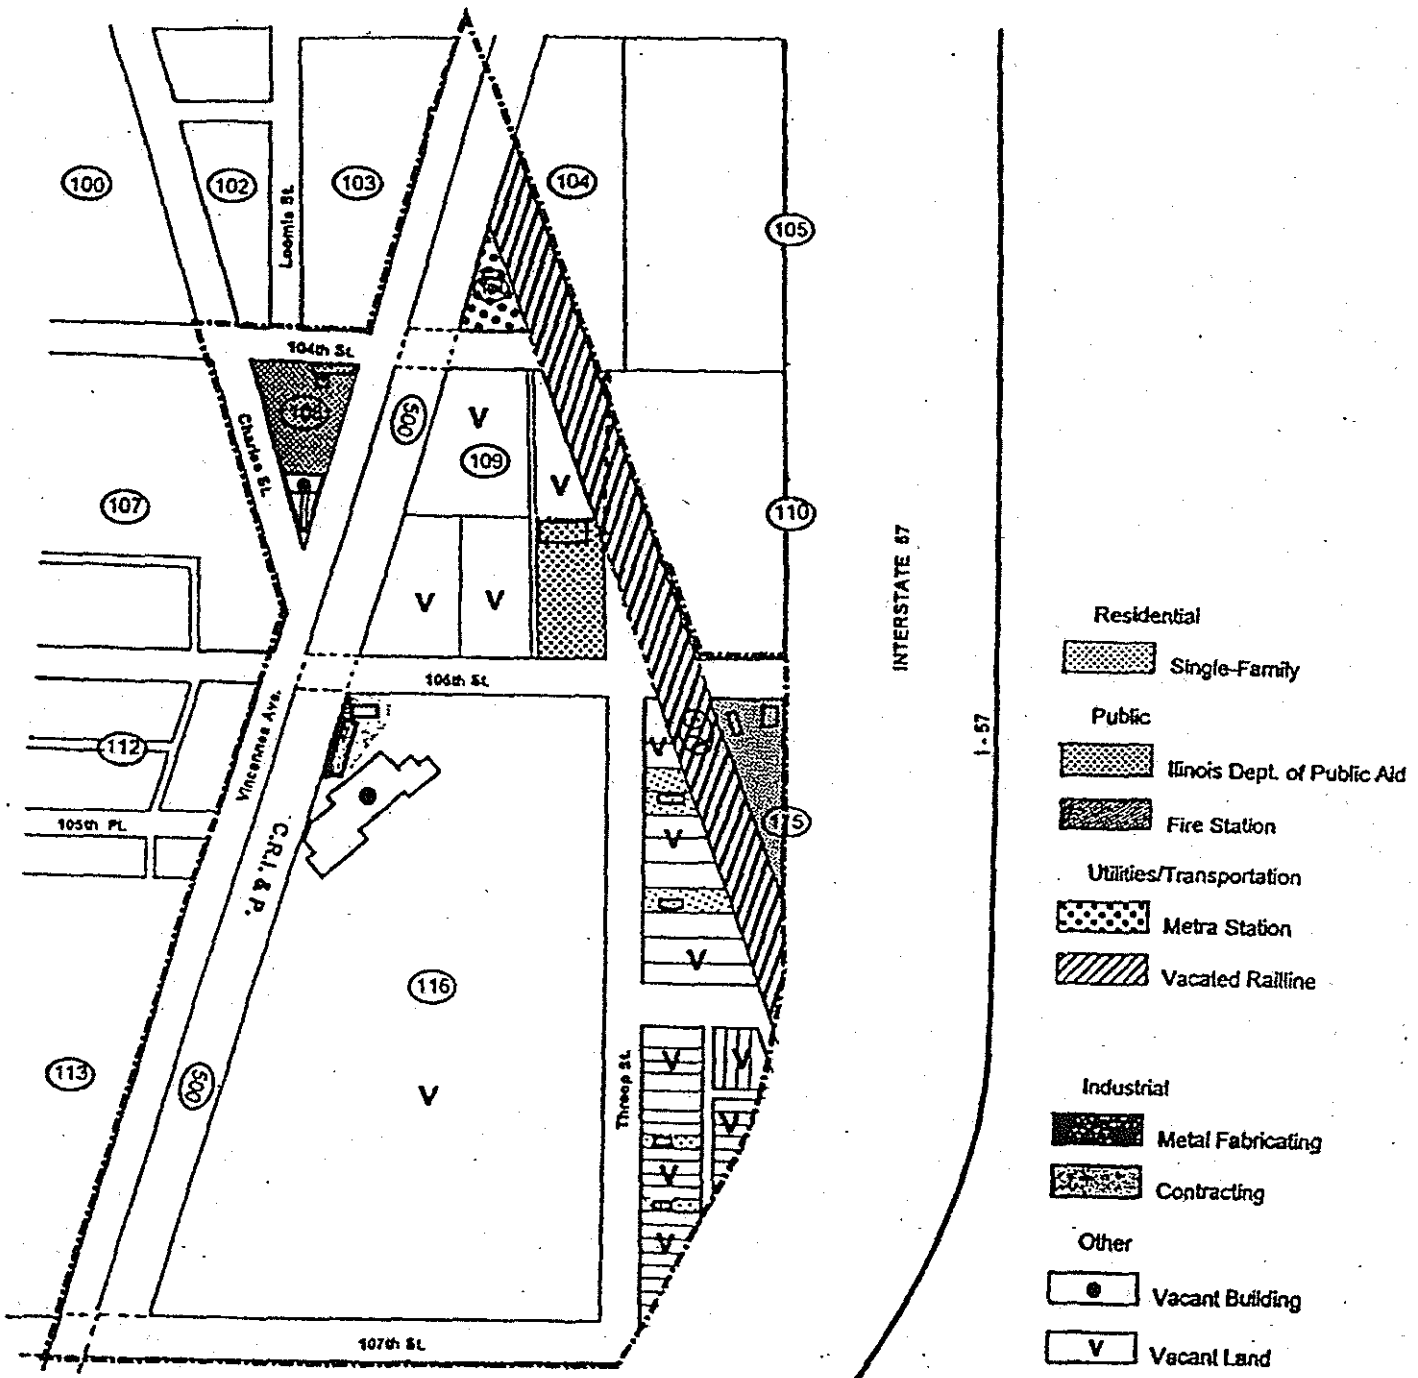 100
102
103
104
105
Loomis St.
104th St.
Charles St.
500
V
109
V
107
110
V
V
INTERSTATE 57
I - 57
106th St.
Vincennes Ave.
112
V
105th Pl.
C.R.I. & P.
V
115
V
116
V
113
500
Throop St.
V
V
V
V
V
107th St.
Residential
Single-Family
Public
Illinois Dept. of Public Aid
Fire Station
Utilities/Transportation
Metra Station
Vacated Railline
Industrial
Metal Fabricating
Contracting
Other
Vacant Building
V
Vacant Land